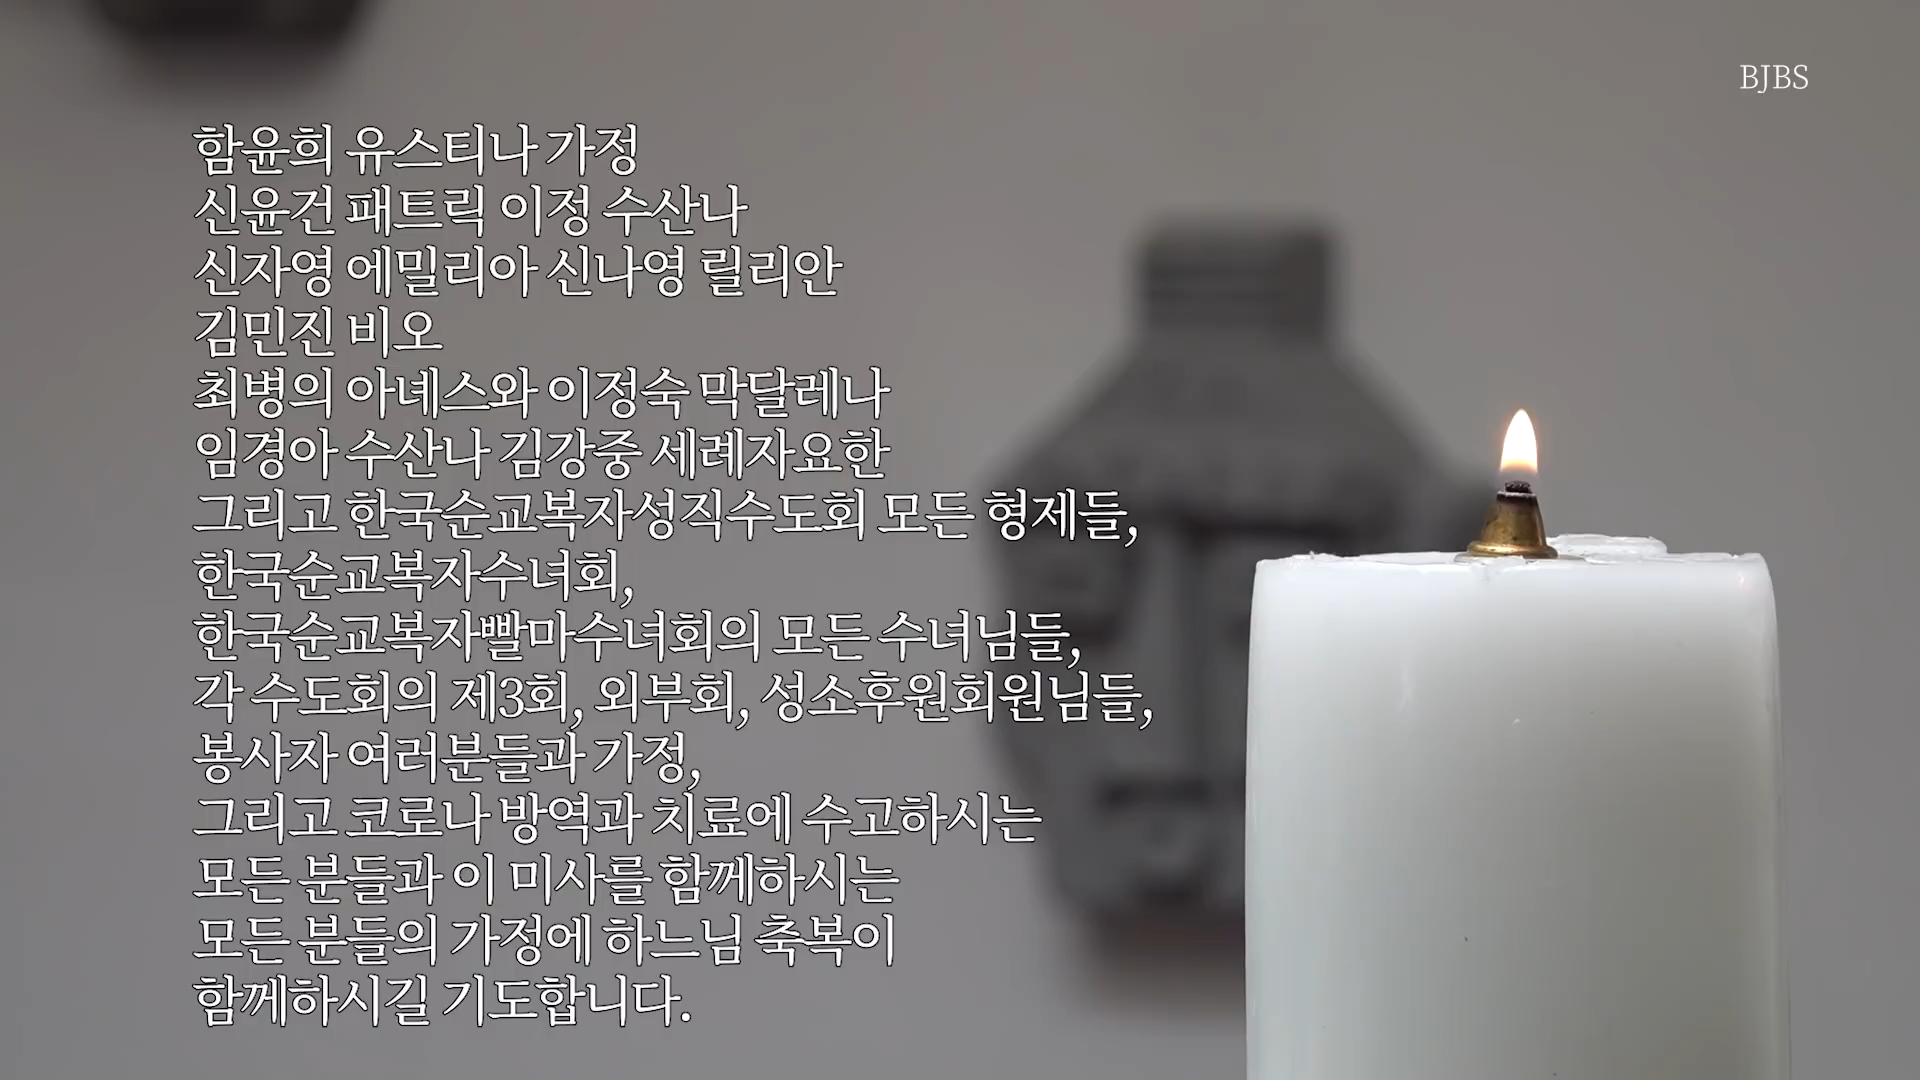 BJBS
함윤희 유스티나 가정
신윤건 패트릭 이정 수산나
신자영 에밀리아 신나영 릴리안
김민진 비오
최병의 아녜스와 이정숙 막달레나
임경아 수산나 김강중 세례자요한
그리고 한국순교복자성직수도회 모든 형제들,
한국순교복자수녀회,
한국순교복자빨마수녀회의 모든 수녀님들,
각 수도회의 제3회, 외부회, 성소후원회원님들,
봉사자 여러분들과 가정,
그리고 코로나 방역과 치료에 수고하시는
모든 분들과 이 미사를 함께하시는
모든 분들의 가정에 하느님 축복이
함께하시길 기도합니다.